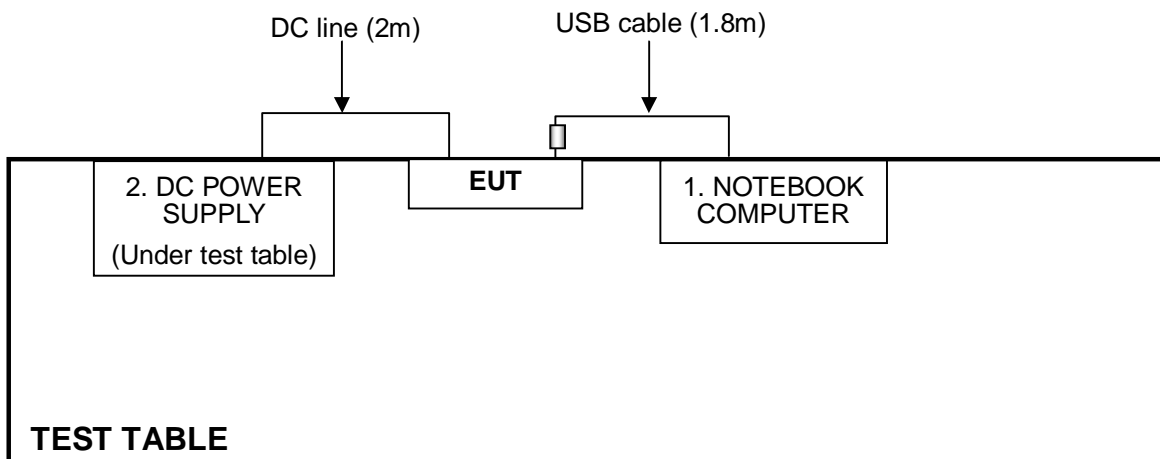 DC line (2m)
USB cable (1.8m)
2. DC POWER
SUPPLY
(Under test table)
EUT
1. NOTEBOOK
COMPUTER
TEST TABLE